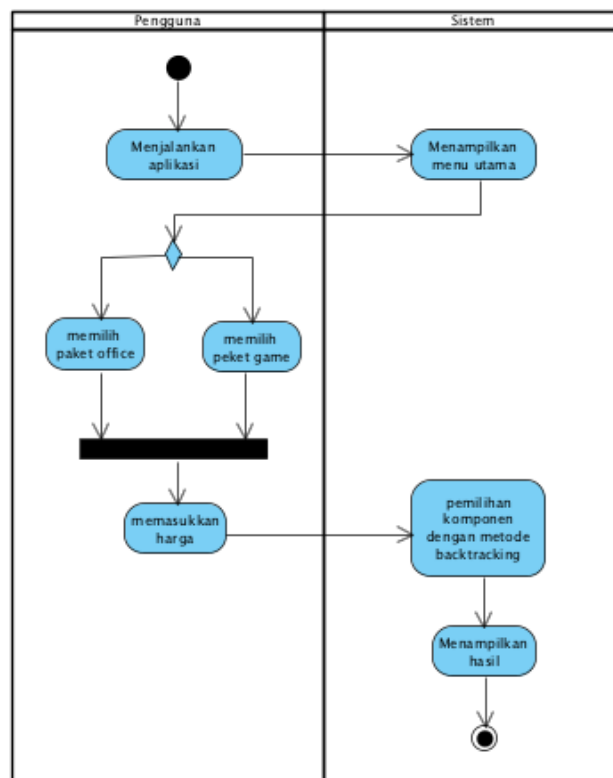 Pengguna
Sistem
Menjalankan
aplikasi
Menampilkan
menu utama
memilih
paket office
memilih
peket game
memasukkan
harga
pemilihan
komponen
dengan metode
backtracking
Menampilkan
hasil